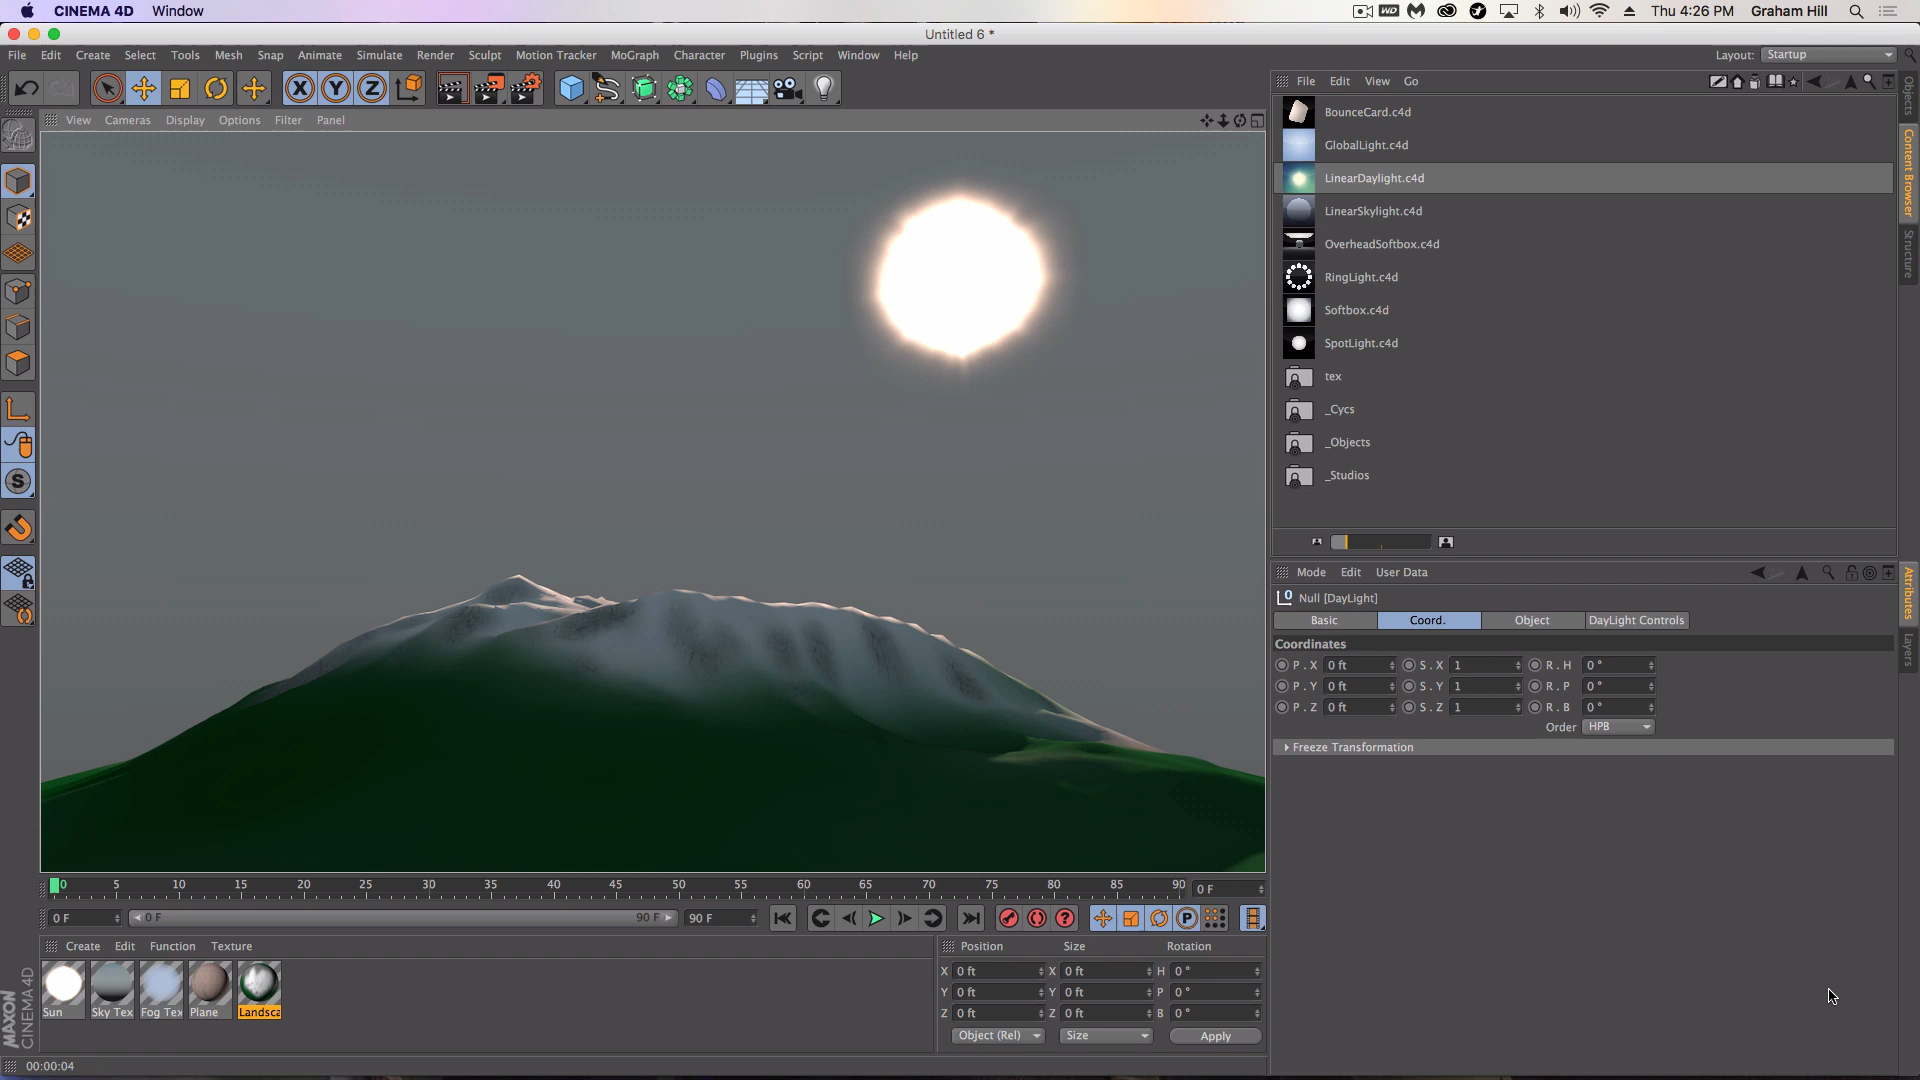 CINEMA 4D Window Thu 4:26 PM Graham Hill
Untitled 6 *
File Edit Create Select Tools Mesh Snap Animate Simulate Render Sculpt Motion Tracker MoGraph Character Plugins Script Window Help Layout: Startup
X Y Z
File Edit View Go
View Cameras Display Options Filter Panel
Objects
Content Browser
Structure
BounceCard.c4d
GlobalLight.c4d
LinearDaylight.c4d
LinearSkylight.c4d
OverheadSoftbox.c4d
RingLight.c4d
Softbox.c4d
SpotLight.c4d
tex
_Cycs
_Objects
_Studios
Mode Edit User Data
Attributes
Layers
Null [DayLight]
Basic Coord. Object DayLight Controls
Coordinates
P . X 0 ft S . X 1 R . H 0 °
P . Y 0 ft S . Y 1 R . P 0 °
P . Z 0 ft S . Z 1 R . B 0 °
Order HPB
Freeze Transformation
0 5 10 15 20 25 30 35 40 45 50 55 60 65 70 75 80 85 90 0 F
0 F 0 F 90 F 90 F
Create Edit Function Texture
Sun Sky Tex Fog Tex Plane Landsca
Position Size Rotation
X 0 ft X 0 ft H 0 °
Y 0 ft Y 0 ft P 0 °
Z 0 ft Z 0 ft B 0 °
Object (Rel) Size Apply
MAXON
CINEMA4D
00:00:04